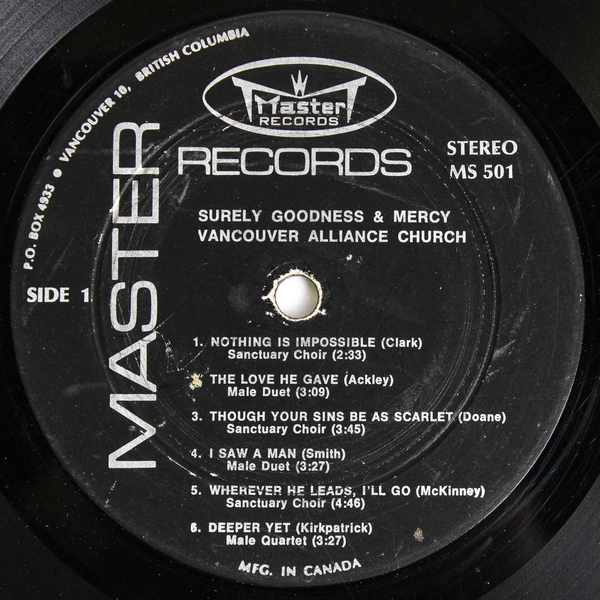 P.O. BOX 4933 • VANCOUVER 10, BRITISH COLUMBIA
Master
RECORDS
MASTER
RECORDS
STEREO
MS 501
SURELY GOODNESS & MERCY
VANCOUVER ALLIANCE CHURCH
SIDE 1
1. NOTHING IS IMPOSSIBLE (Clark)
Sanctuary Choir (2:33)
THE LOVE HE GAVE (Ackley)
Male Duet (3:09)
3. THOUGH YOUR SINS BE AS SCARLET (Doane)
Sanctuary Choir (3:45)
4. I SAW A MAN (Smith)
Male Duet (3:27)
5. WHEREVER HE LEADS, I'LL GO (McKinney)
Sanctuary Choir (4:46)
6. DEEPER YET (Kirkpatrick)
Male Quartet (3:27)
MFG. IN CANADA